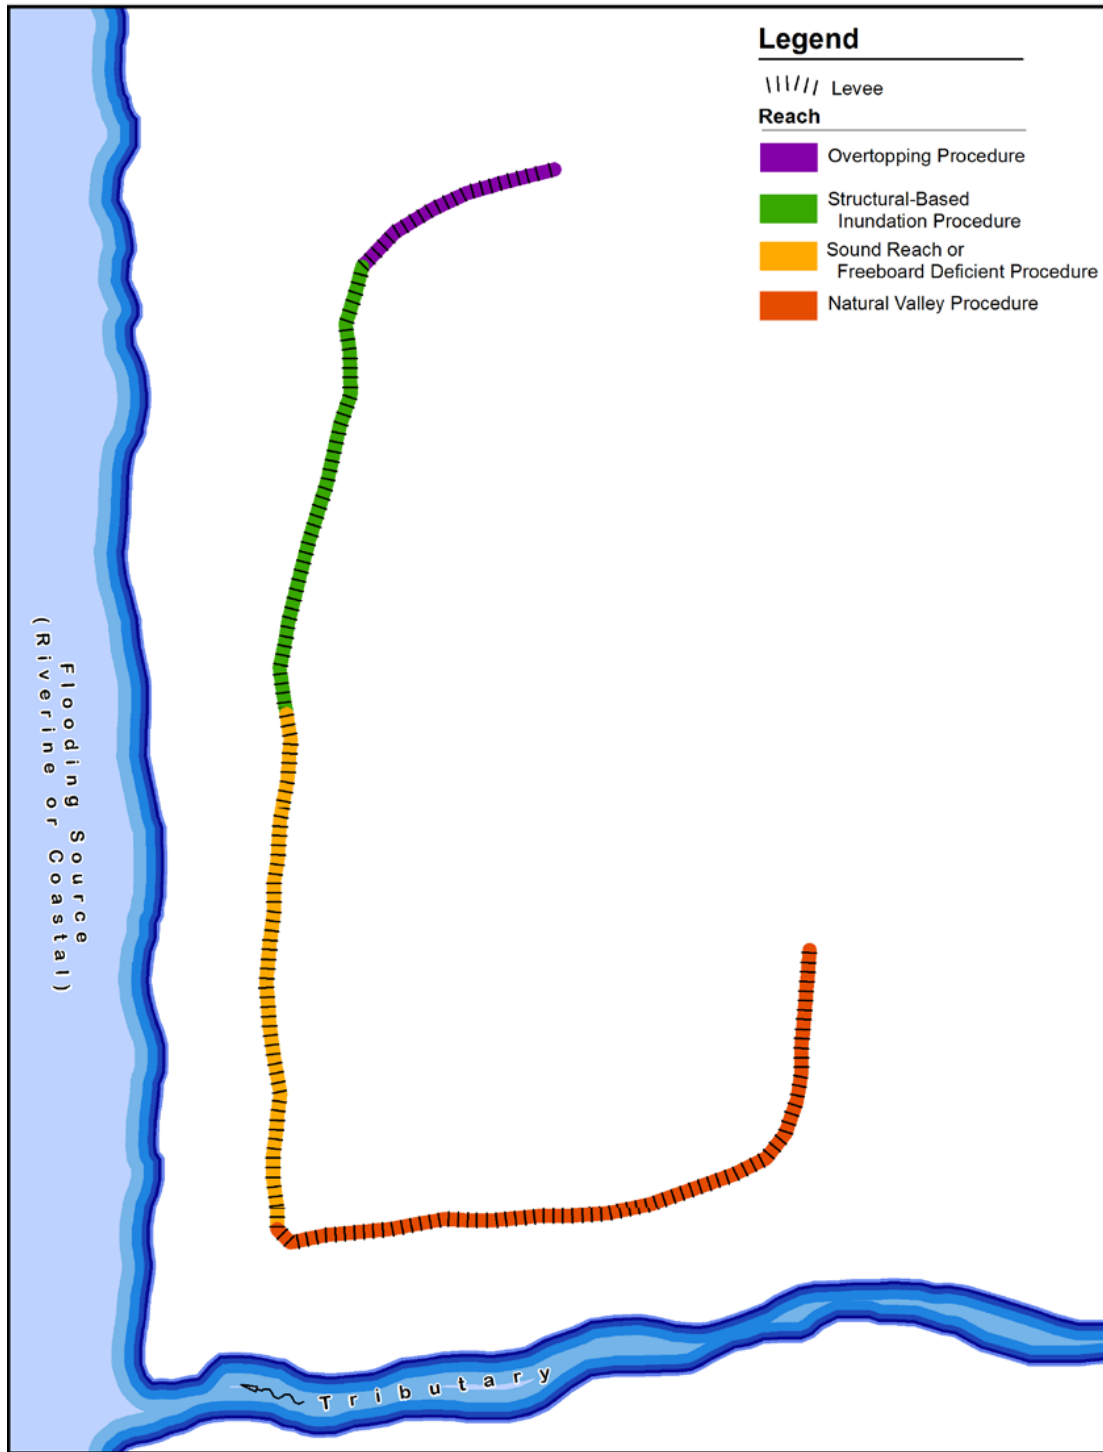 Legend
Levee
Reach
Overtopping Procedure
Structural-Based
Inundation Procedure
Sound Reach or
Freeboard Deficient Procedure
Natural Valley Procedure
Flooding Source
(Riverine or Coastal)
Tributary